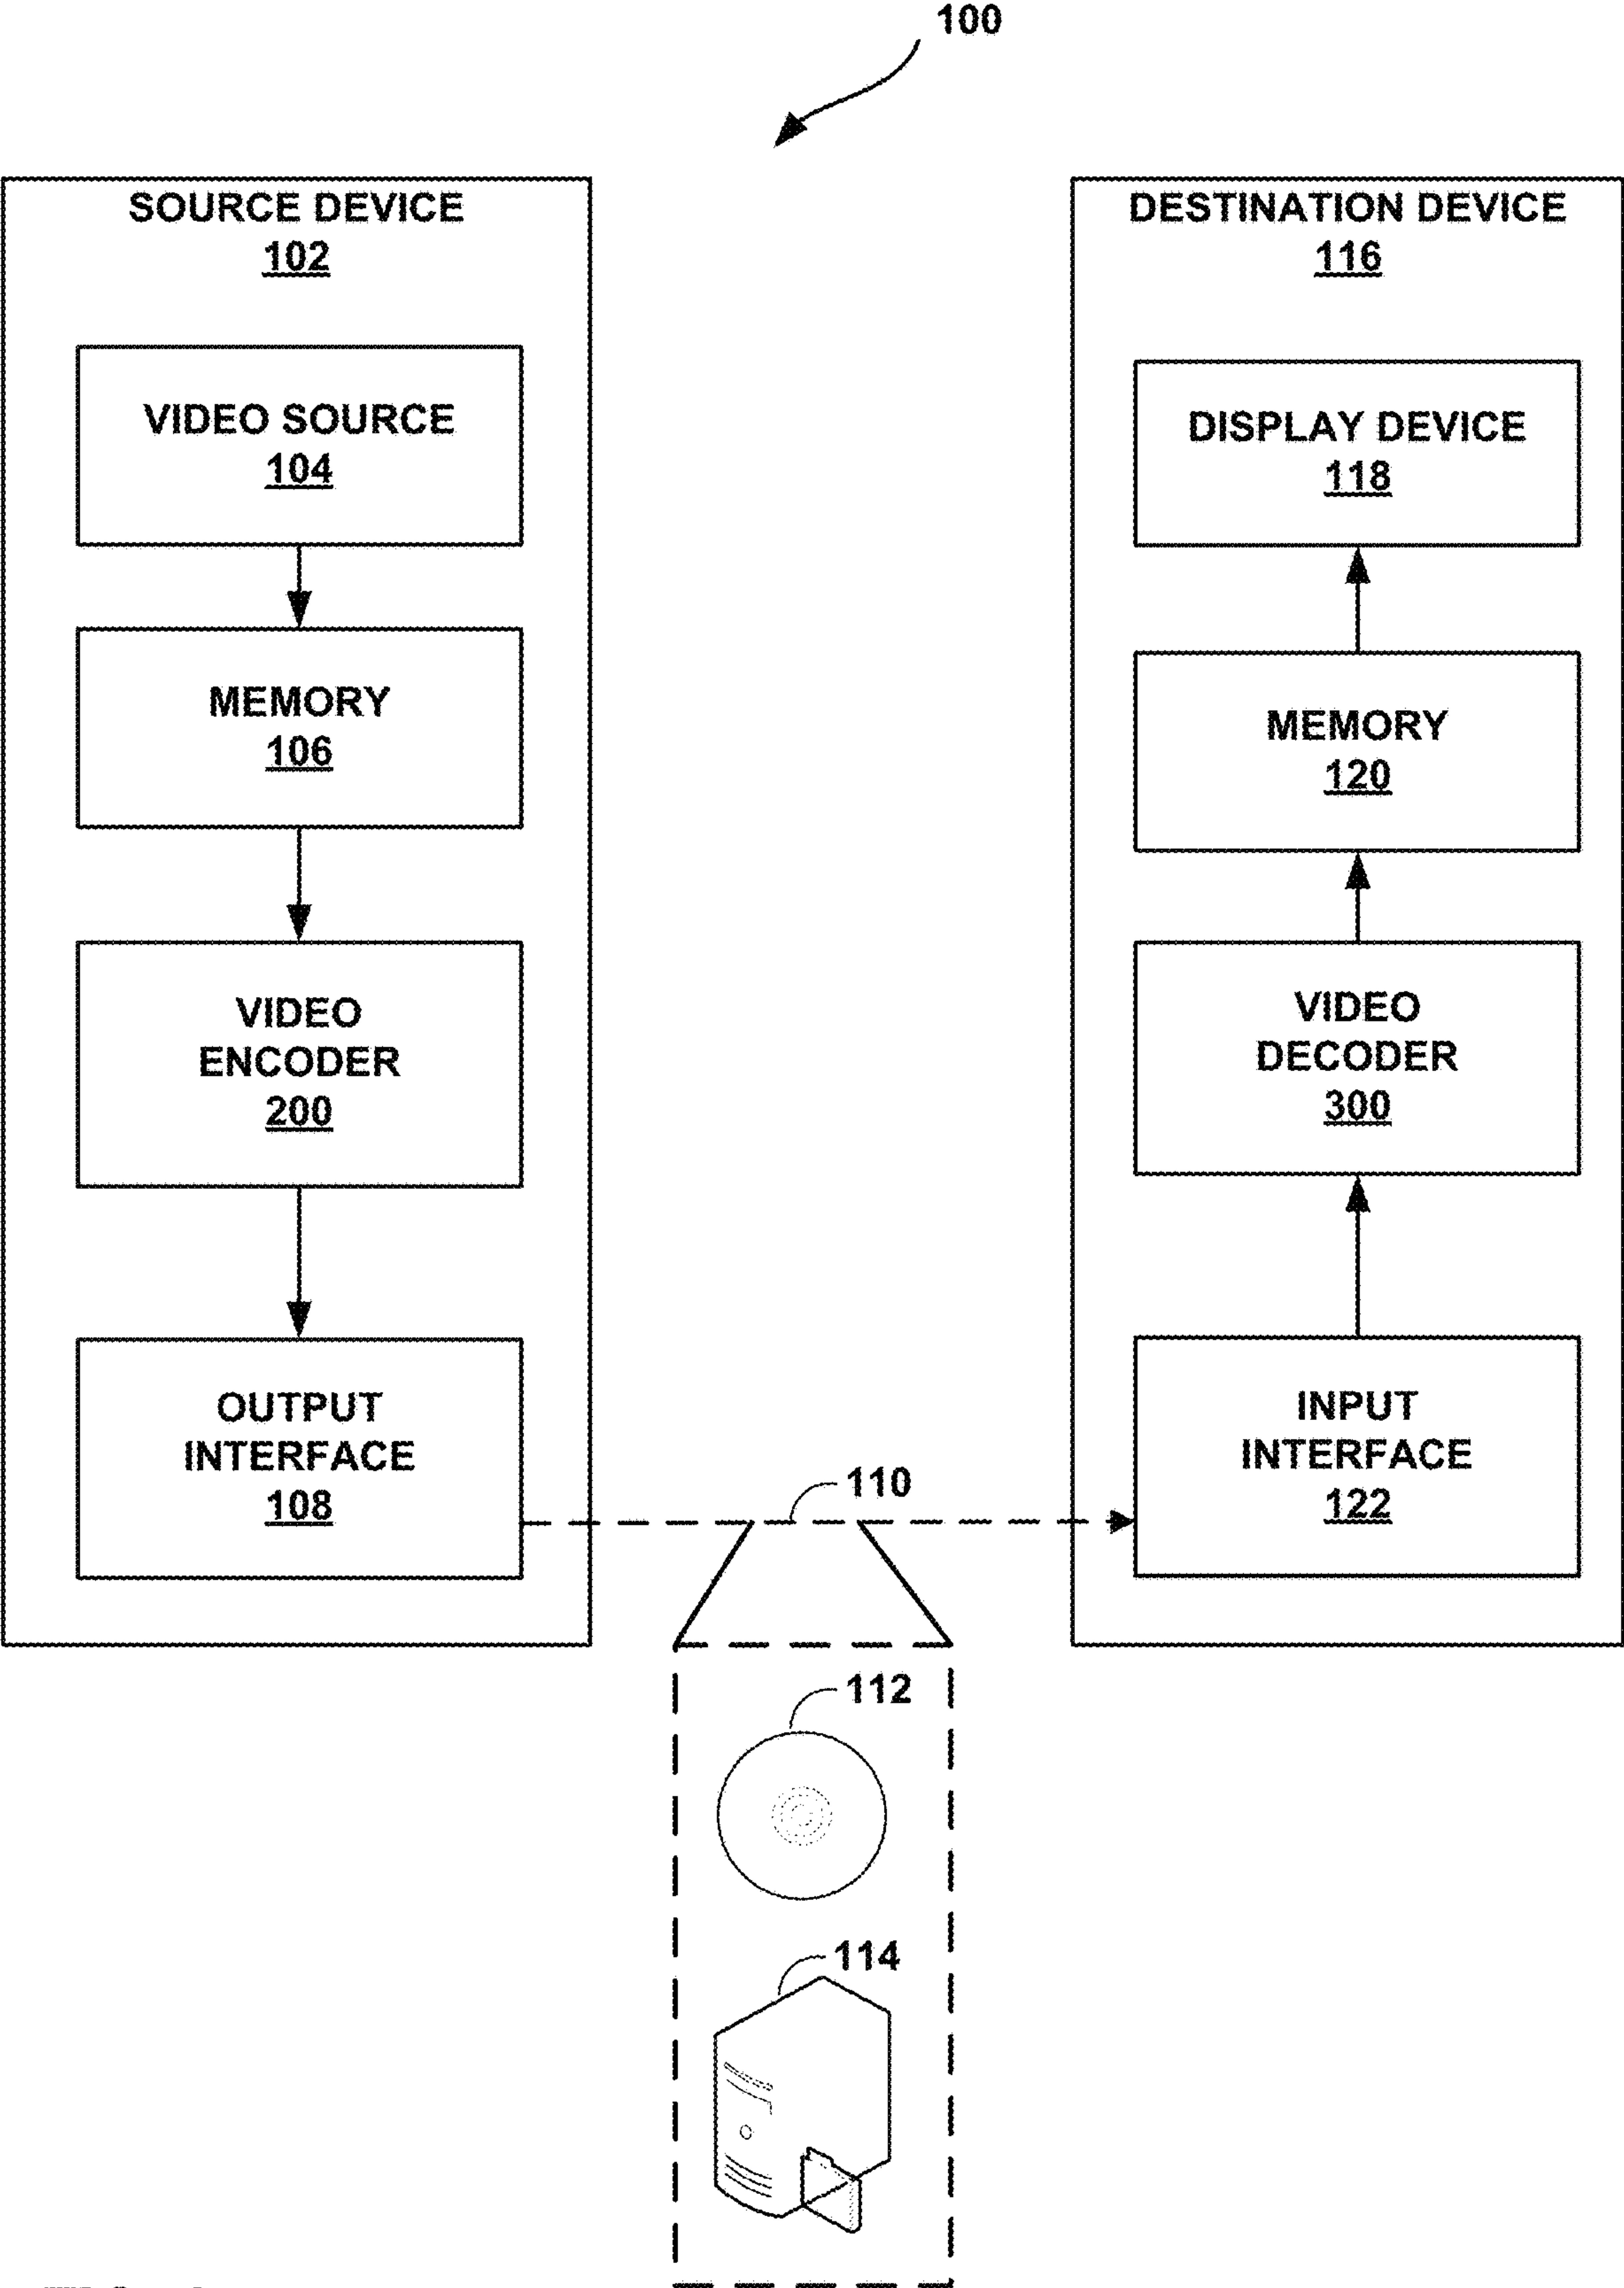 100
SOURCE DEVICE
102
VIDEO SOURCE
104
MEMORY
106
VIDEO
ENCODER
200
OUTPUT
INTERFACE
108
DESTINATION DEVICE
116
DISPLAY DEVICE
118
MEMORY
120
VIDEO
DECODER
300
INPUT
INTERFACE
122
110
112
114